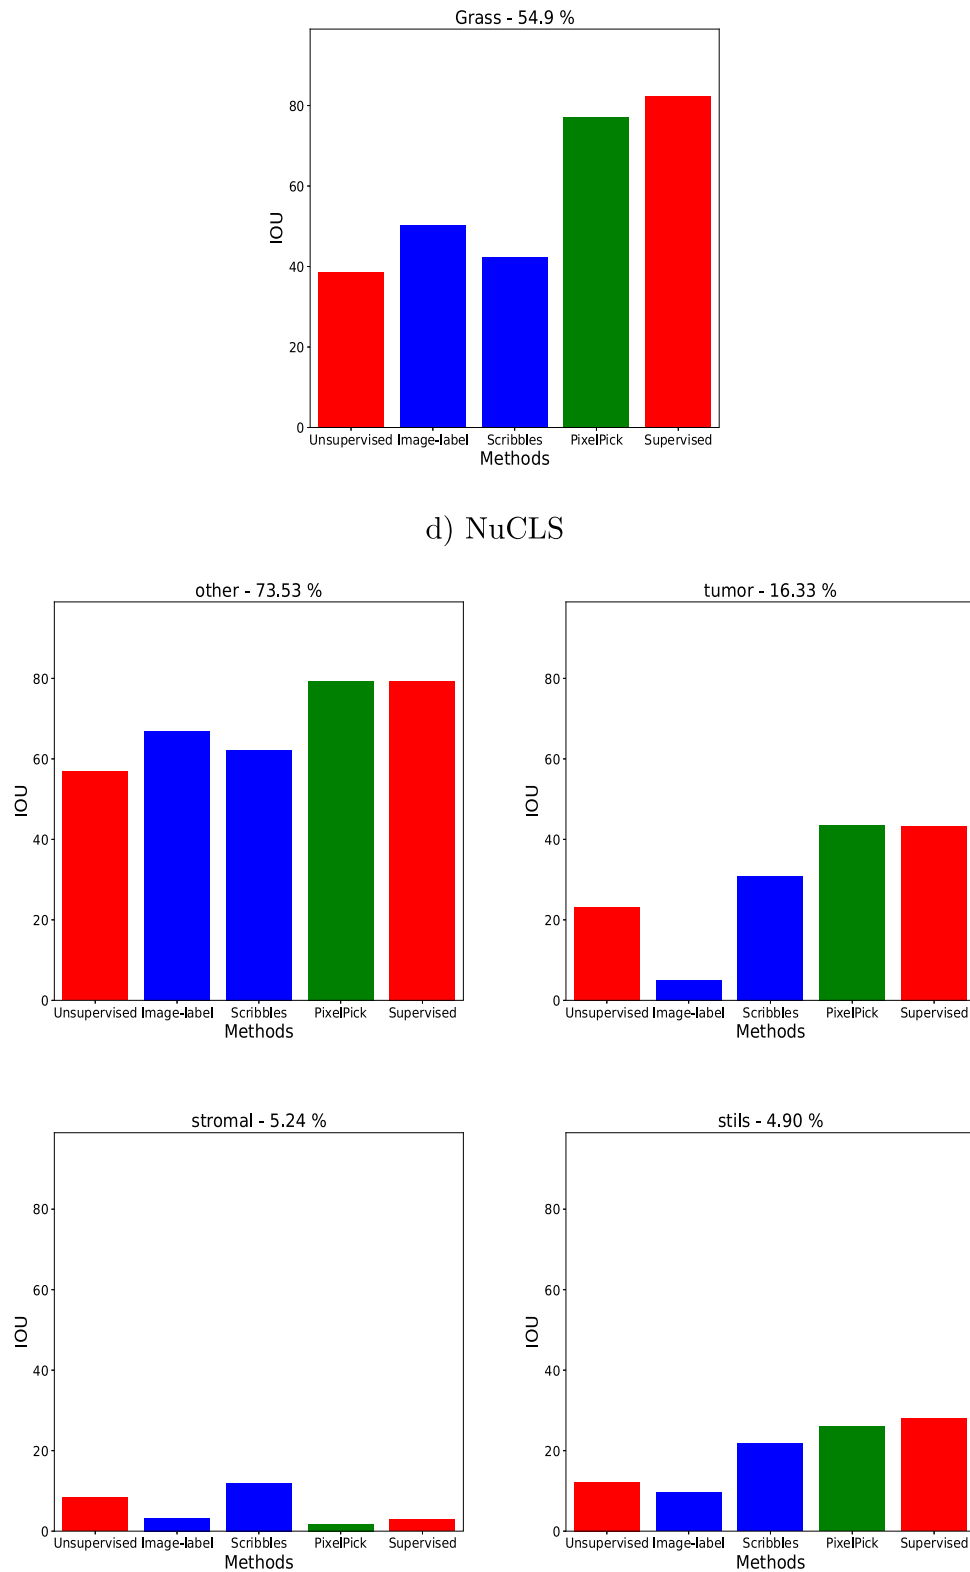 Grass - 54.9 %
80
60
40
20
0
IOU
Unsupervised Image-label Scribbles PixelPick Supervised
Methods
d) NuCLS
other - 73.53 %
80
60
40
20
0
IOU
Unsupervised Image-label Scribbles PixelPick Supervised
Methods
tumor - 16.33 %
80
60
40
20
0
IOU
Unsupervised Image-label Scribbles PixelPick Supervised
Methods
stromal - 5.24 %
80
60
40
20
0
IOU
Unsupervised Image-label Scribbles PixelPick Supervised
Methods
stils - 4.90 %
80
60
40
20
0
IOU
Unsupervised Image-label Scribbles PixelPick Supervised
Methods